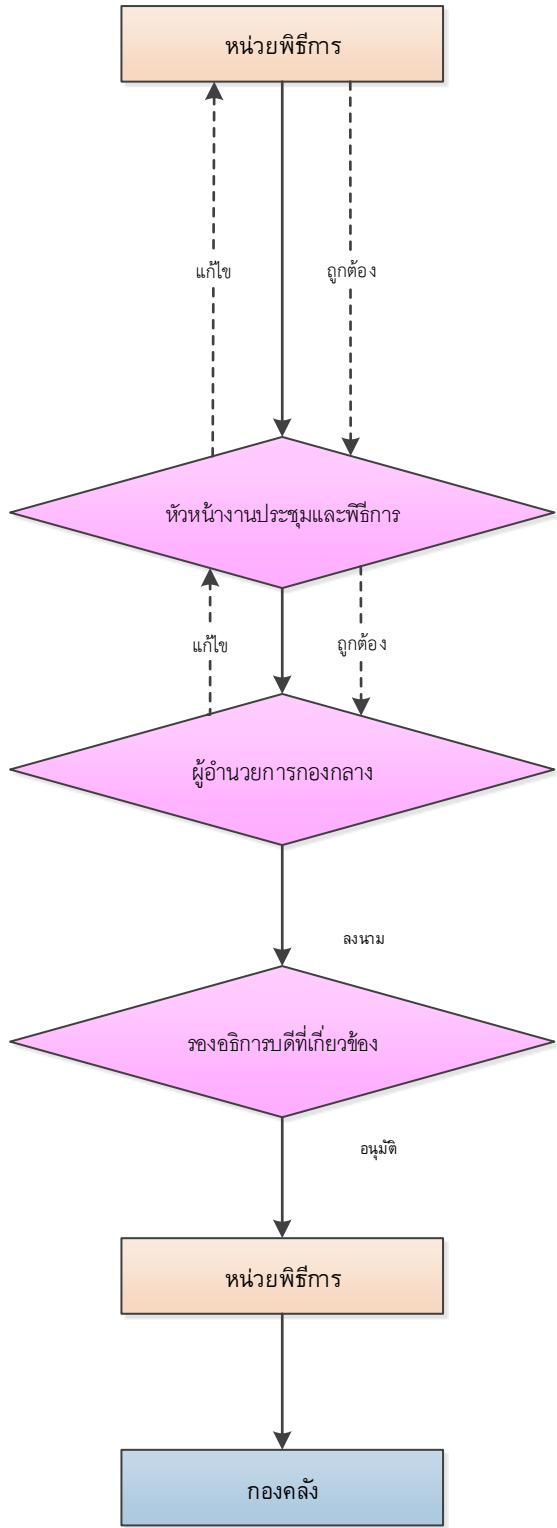 หน่วยพิธีการ
แก้ไข
ถูกต้อง
หัวหน้างานประชุมและพิธีการ
แก้ไข
ถูกต้อง
ผู้อำนวยการกองกลาง
ลงนาม
รองอธิการบดีที่เกี่ยวข้อง
อนุมัติ
หน่วยพิธีการ
กองคลัง